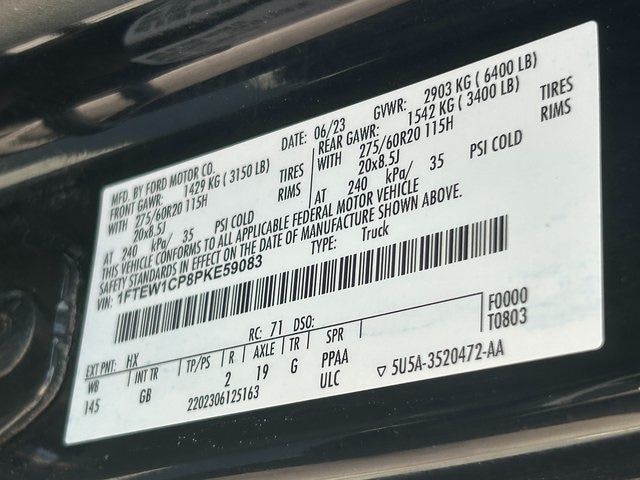 MFD. BY FORD MOTOR CO.
DATE: 06/23 GVWR: 2903 KG ( 6400 LB)
FRONT GAWR: 1429 KG ( 3150 LB) REAR GAWR: 1542 KG ( 3400 LB)
WITH 275/60R20 115H TIRES WITH 275/60R20 115H TIRES
20x8.5J RIMS 20x8.5J RIMS
AT 240 kPa/ 35 PSI COLD AT 240 kPa/ 35 PSI COLD
THIS VEHICLE CONFORMS TO ALL APPLICABLE FEDERAL MOTOR VEHICLE
SAFETY STANDARDS IN EFFECT ON THE DATE OF MANUFACTURE SHOWN ABOVE.
VIN: 1FTEW1CP8PKE59083 TYPE: Truck
F0000
EXT PNT: HX RC: 71 DSO: T0803
WB INT TR TP/PS R AXLE TR SPR
145 GB 2 19 G PPAA
2202306125163 ULC ▽ 5U5A-3520472-AA